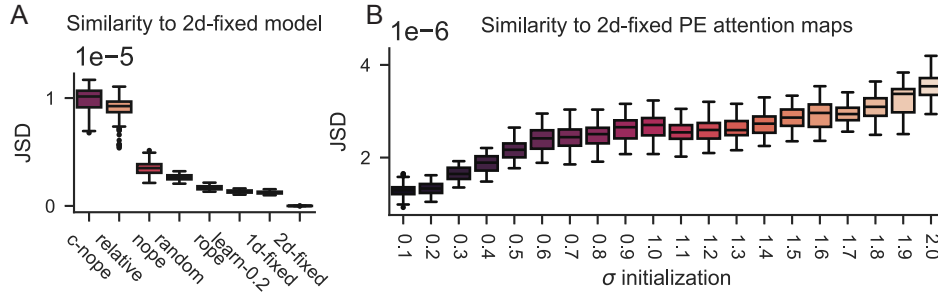 A
Similarity to 2d-fixed model
1e-5
JSD
1
0
c-nope
relative
nope
random
rope
learn-0.2
1d-fixed
2d-fixed
B
Similarity to 2d-fixed PE attention maps
1e-6
JSD
4
2
0.1 0.2 0.3 0.4 0.5 0.6 0.7 0.8 0.9 1.0 1.1 1.2 1.3 1.4 1.5 1.6 1.7 1.8 1.9 2.0
σ initialization